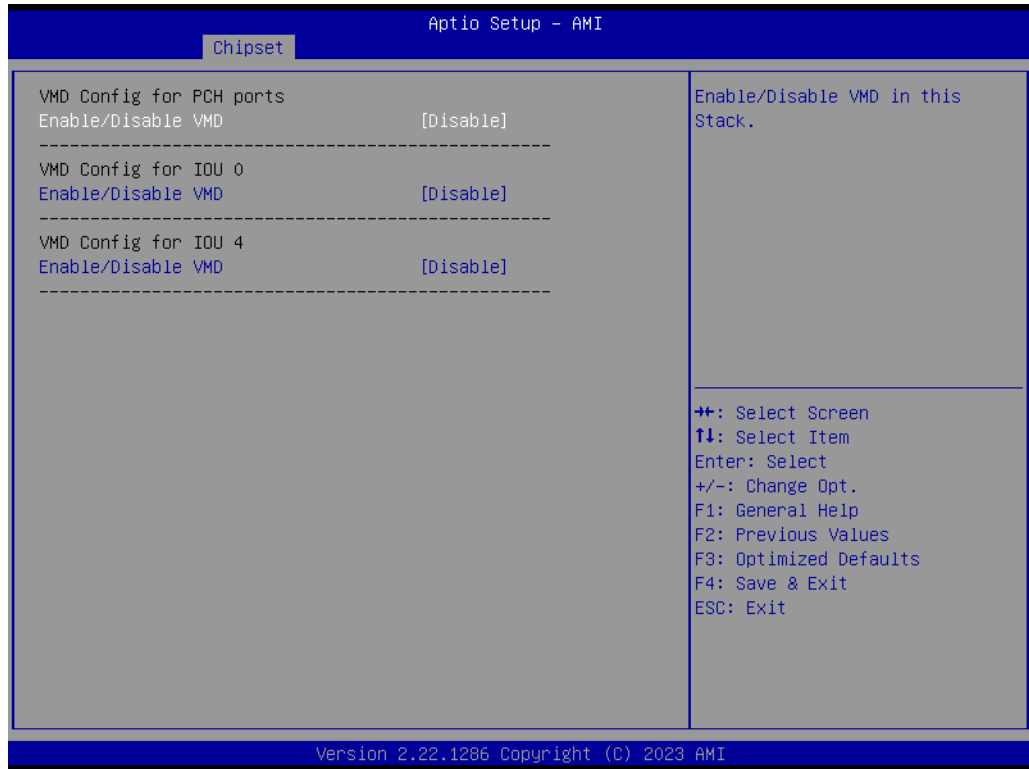 Aptio Setup – AMI
Chipset
VMD Config for PCH ports
Enable/Disable VMD [Disable]
--------------------------------------------------
VMD Config for IOU 0
Enable/Disable VMD [Disable]
--------------------------------------------------
VMD Config for IOU 4
Enable/Disable VMD [Disable]
--------------------------------------------------
Enable/Disable VMD in this
Stack.
→←: Select Screen
↑↓: Select Item
Enter: Select
+/-: Change Opt.
F1: General Help
F2: Previous Values
F3: Optimized Defaults
F4: Save & Exit
ESC: Exit
Version 2.22.1286 Copyright (C) 2023 AMI